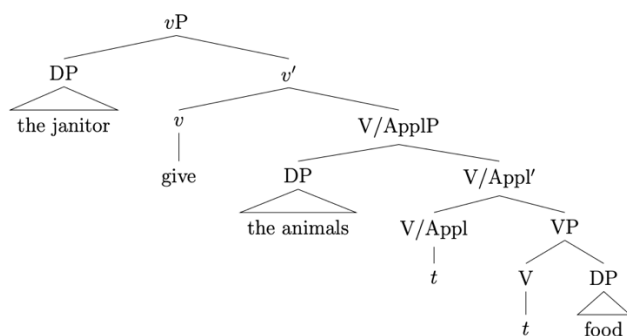 vP
DP v′
the janitor v V/ApplP
give DP V/Appl′
the animals V/Appl VP
t V DP
t food